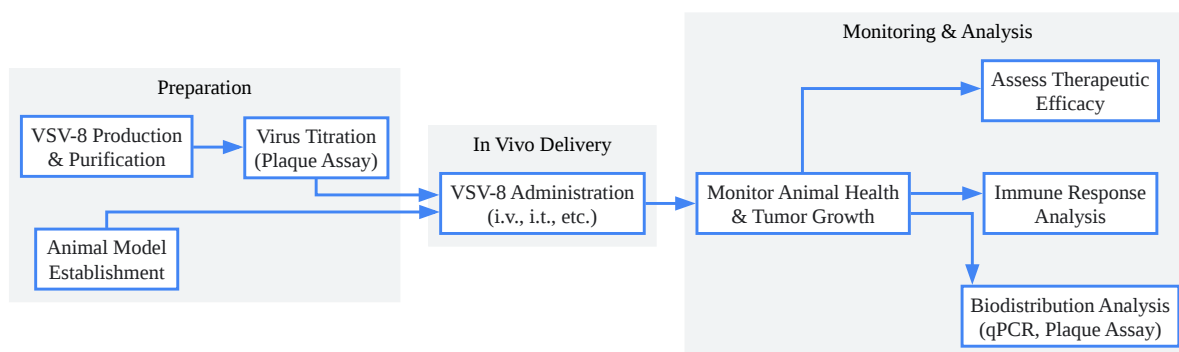 Preparation
VSV-8 Production
& Purification
Virus Titration
(Plaque Assay)
Animal Model
Establishment
In Vivo Delivery
VSV-8 Administration
(i.v., i.t., etc.)
Monitoring & Analysis
Monitor Animal Health
& Tumor Growth
Assess Therapeutic
Efficacy
Immune Response
Analysis
Biodistribution Analysis
(qPCR, Plaque Assay)